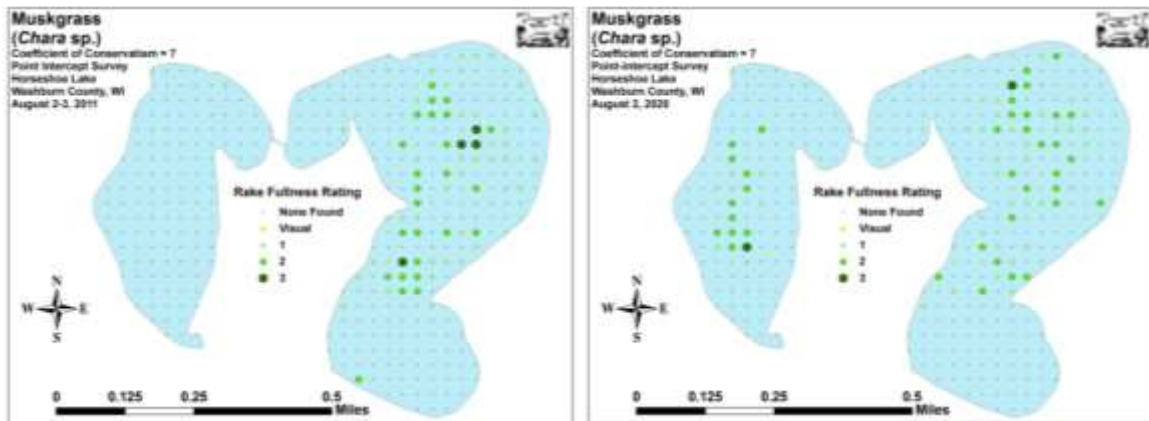 Muskgrass
(Chara sp.)
Coefficient of Conservatism = 7
Point Intercept Survey
Horseshoe Lake
Washburn County, WI
August 2-3, 2011
Rake Fullness Rating
None Found
Visual
1
2
3
N
W E
S
0 0.125 0.25 0.5
Miles
Muskgrass
(Chara sp.)
Coefficient of Conservatism = 7
Point-intercept Survey
Horseshoe Lake
Washburn County, WI
August 2, 2020
Rake Fullness Rating
None Found
Visual
1
2
3
N
W E
S
0 0.125 0.25 0.5
Miles